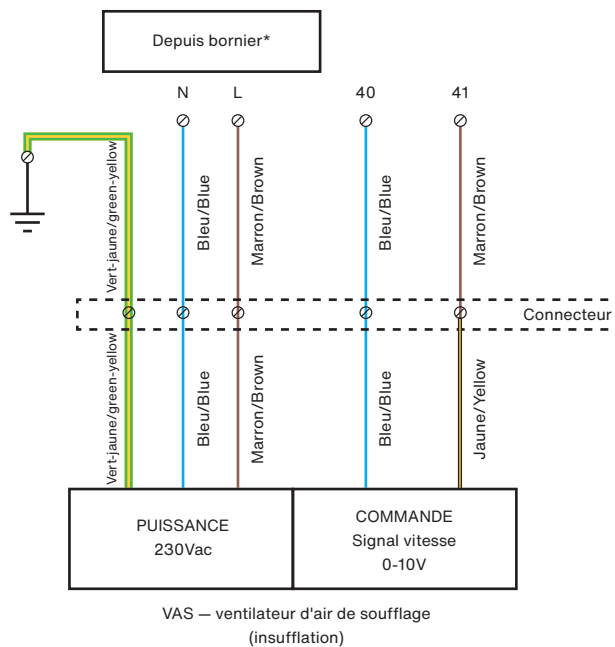 Depuis bornier*
N
L
40
41
Vert-jaune/green-yellow
Bleu/Blue
Marron/Brown
Bleu/Blue
Marron/Brown
Connecteur
Vert-jaune/green-yellow
Bleu/Blue
Marron/Brown
Bleu/Blue
Jaune/Yellow
PUISSANCE
230Vac
COMMANDE
Signal vitesse
0-10V
VAS — ventilateur d'air de soufflage
(insufflation)